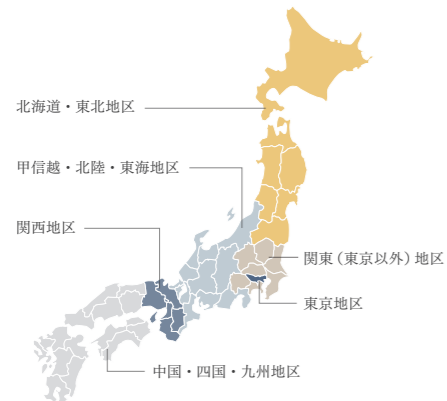 北海道・東北地区
甲信越・北陸・東海地区
関西地区
関東（東京以外）地区
東京地区
中国・四国・九州地区